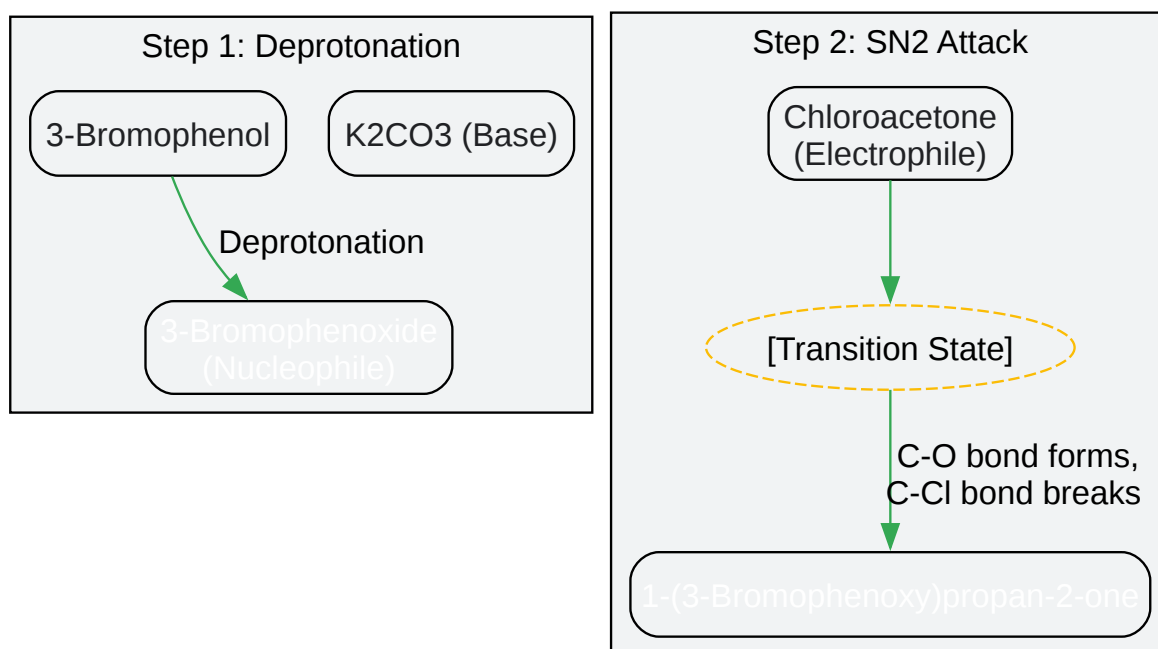 Step 1: Deprotonation
3-Bromophenol
K2CO3 (Base)
Deprotonation
3-Bromophenoxide
(Nucleophile)
Step 2: SN2 Attack
Chloroacetone
(Electrophile)
[Transition State]
C-O bond forms,
C-Cl bond breaks
1-(3-Bromophenoxy)propan-2-one